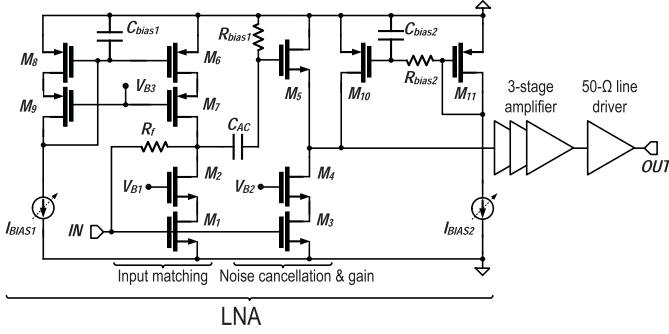 C_bias1
R_bias1
C_bias2
M_8
M_6
M_5
M_10
R_bias2
M_11
V_B3
M_9
M_7
3-stage
amplifier
50-Ω line
driver
R_f
C_AC
OUT
M_2
M_4
V_B1
V_B2
I_BIAS1
IN
M_1
M_3
I_BIAS2
Input matching
Noise cancellation & gain
LNA